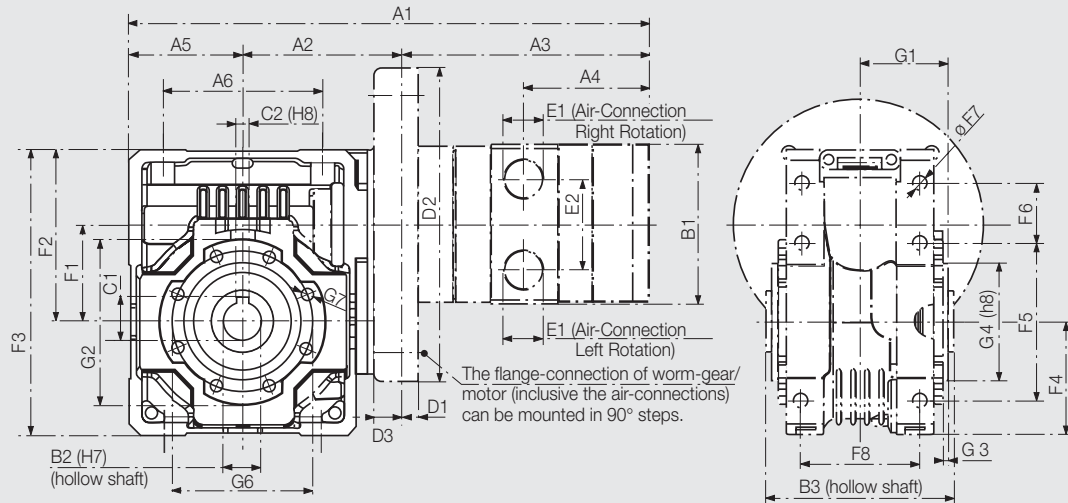 A1
A5
A2
A3
A6
A4
G1
C2 (H8)
E1 (Air-Connection
Right Rotation)
ø F7
D2
E2
B1
F6
F2
F1
C1
G7
F3
G2
E1 (Air-Connection
Left Rotation)
G4 (h8)
F5
F4
The flange-connection of worm-gear/
motor (inclusive the air-connections)
can be mounted in 90° steps.
D1
D3
B2 (H7)
(hollow shaft)
G6
F8
G 3
B3 (hollow shaft)